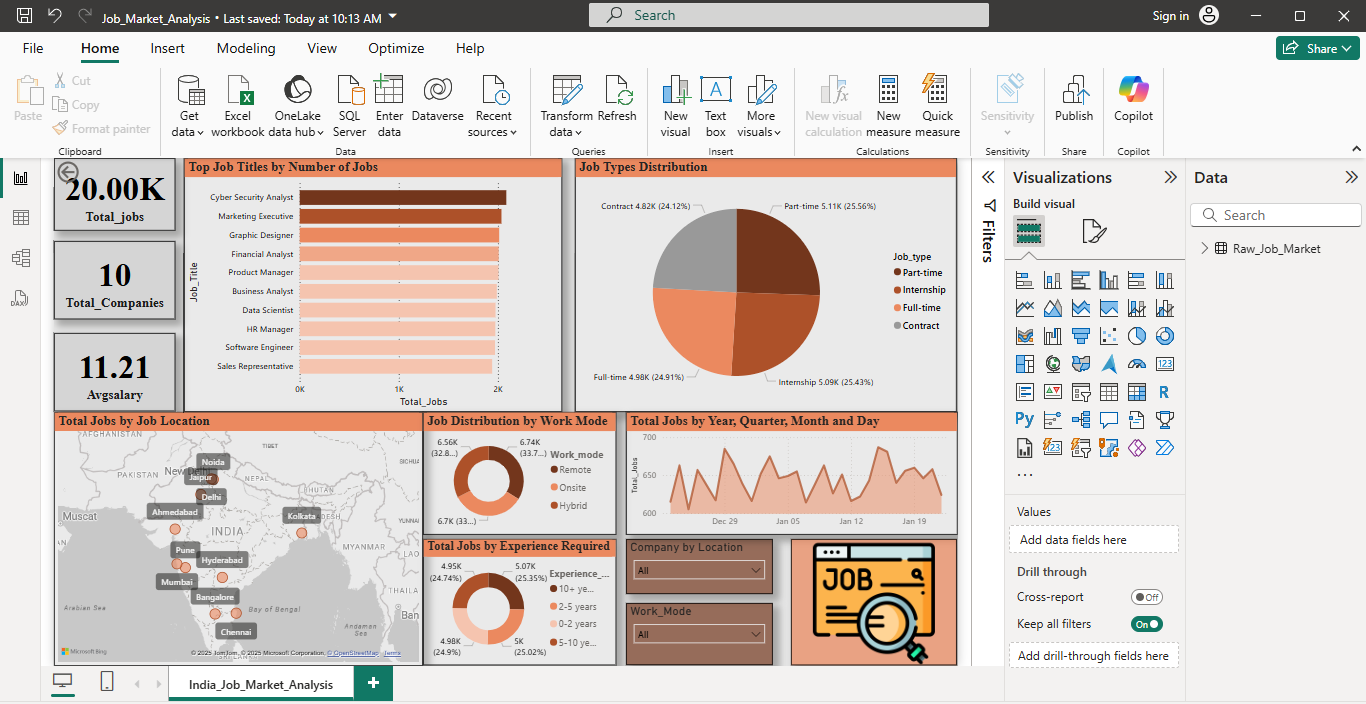 Job_Market_Analysis • Last saved: Today at 10:13 AM
Search
Sign in
File
Home
Insert
Modeling
View
Optimize
Help
Share
Paste
Cut
Copy
Format painter
Clipboard
Get data
Excel workbook
OneLake data hub
SQL Server
Enter data
Dataverse
Recent sources
Data
Transform data
Refresh
Queries
New visual
Text box
More visuals
Insert
New visual calculation
New measure
Quick measure
Calculations
Sensitivity
Sensitivity
Publish
Share
Copilot
Copilot
20.00K
Total_jobs
10
Total_Companies
11.21
Avgsalary
Top Job Titles by Number of Jobs
Job_Title
Cyber Security Analyst
Marketing Executive
Graphic Designer
Financial Analyst
Product Manager
Business Analyst
Data Scientist
HR Manager
Software Engineer
Sales Representative
0K
1K
2K
Total_Jobs
Job Types Distribution
Contract 4.82K (24.12%)
Part-time 5.11K (25.56%)
Full-time 4.98K (24.91%)
Internship 5.09K (25.43%)
Job_type
Part-time
Internship
Full-time
Contract
Total Jobs by Job Location
AFGHANISTAN
TIBET
PAKISTAN
New Delhi
NEPAL
BHUTAN
INDIA
Muscat
MYANMAR
Arabian Sea
Bay of Bengal
Andaman Sea
Noida
Jaipur
Delhi
Ahmedabad
Kolkata
Pune
Hyderabad
Mumbai
Bangalore
Chennai
Microsoft Bing
© 2025 TomTom, © 2025 Microsoft Corporation, © OpenStreetMap Terms
Job Distribution by Work Mode
6.56K (32.8...)
6.74K (33.7...)
6.7K (33...)
Work_mode
Remote
Onsite
Hybrid
Total Jobs by Experience Required
4.95K (24.74%)
5.07K (25.35%)
4.98K (24.9%)
5K (25.02%)
Experience_...
10+ ye...
2-5 years
0-2 years
5-10 ye...
Total Jobs by Year, Quarter, Month and Day
Total_Jobs
700
650
600
Dec 29
Jan 05
Jan 12
Jan 19
Company by Location
All
Work_Mode
All
JOB
Filters
Visualizations
Build visual
123
R
Py
123
...
Values
Add data fields here
Drill through
Cross-report
Off
Keep all filters
On
Add drill-through fields here
Data
Search
Raw_Job_Market
DAX
India_Job_Market_Analysis